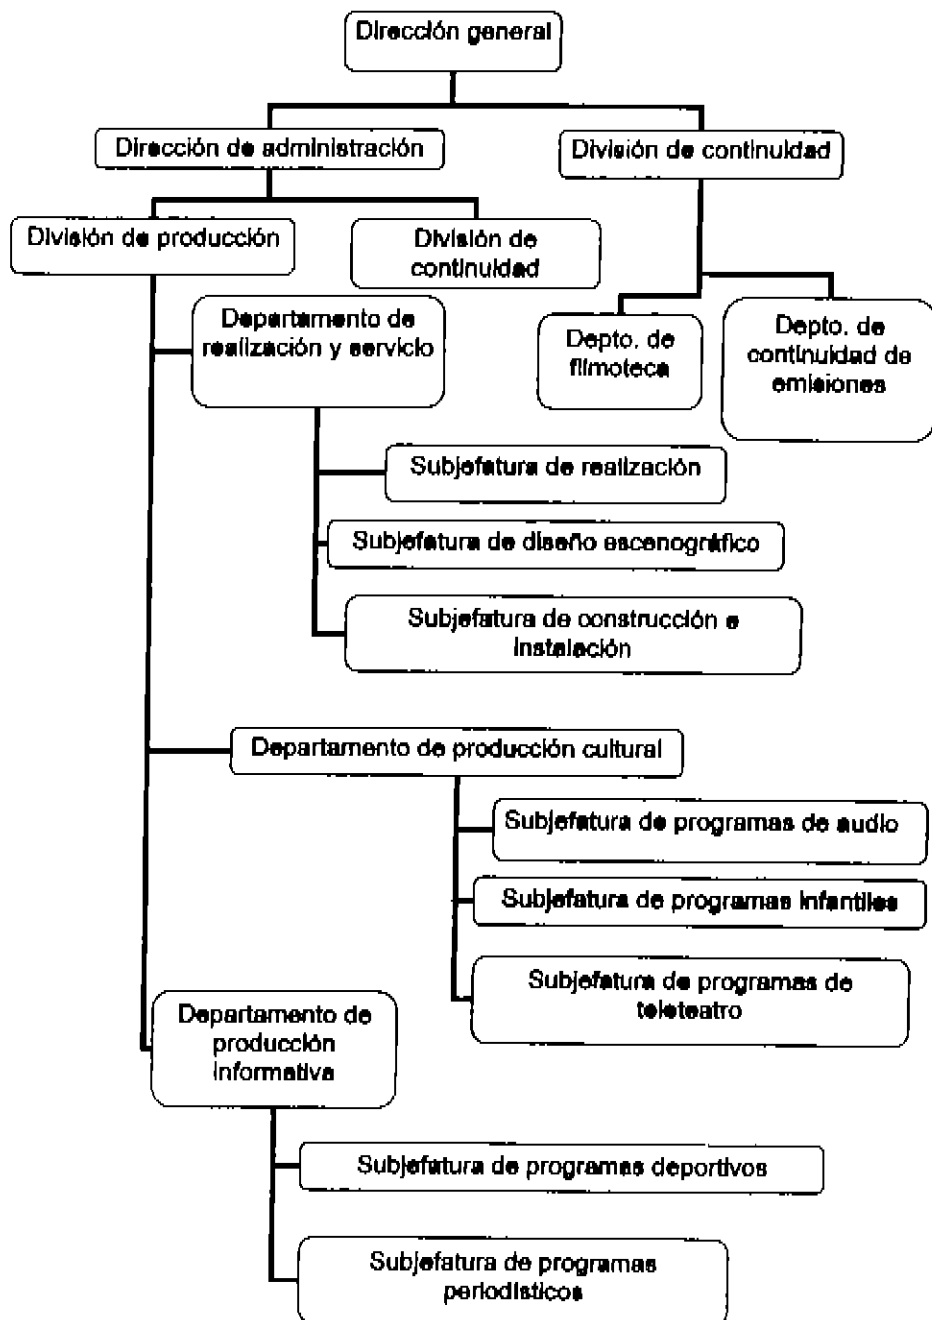 Dirección general
Dirección de administración
División de continuidad
División de producción
División de
continuidad
Departamento de
realización y servicio
Depto. de
filmoteca
Depto. de
continuidad de
emisiones
Subjefatura de realización
Subjefatura de diseño escenográfico
Subjefatura de construcción e
instalación
Departamento de producción cultural
Subjefatura de programas de audio
Subjefatura de programas infantiles
Subjefatura de programas de
teleteatro
Departamento de
producción
informativa
Subjefatura de programas deportivos
Subjefatura de programas
periodísticos